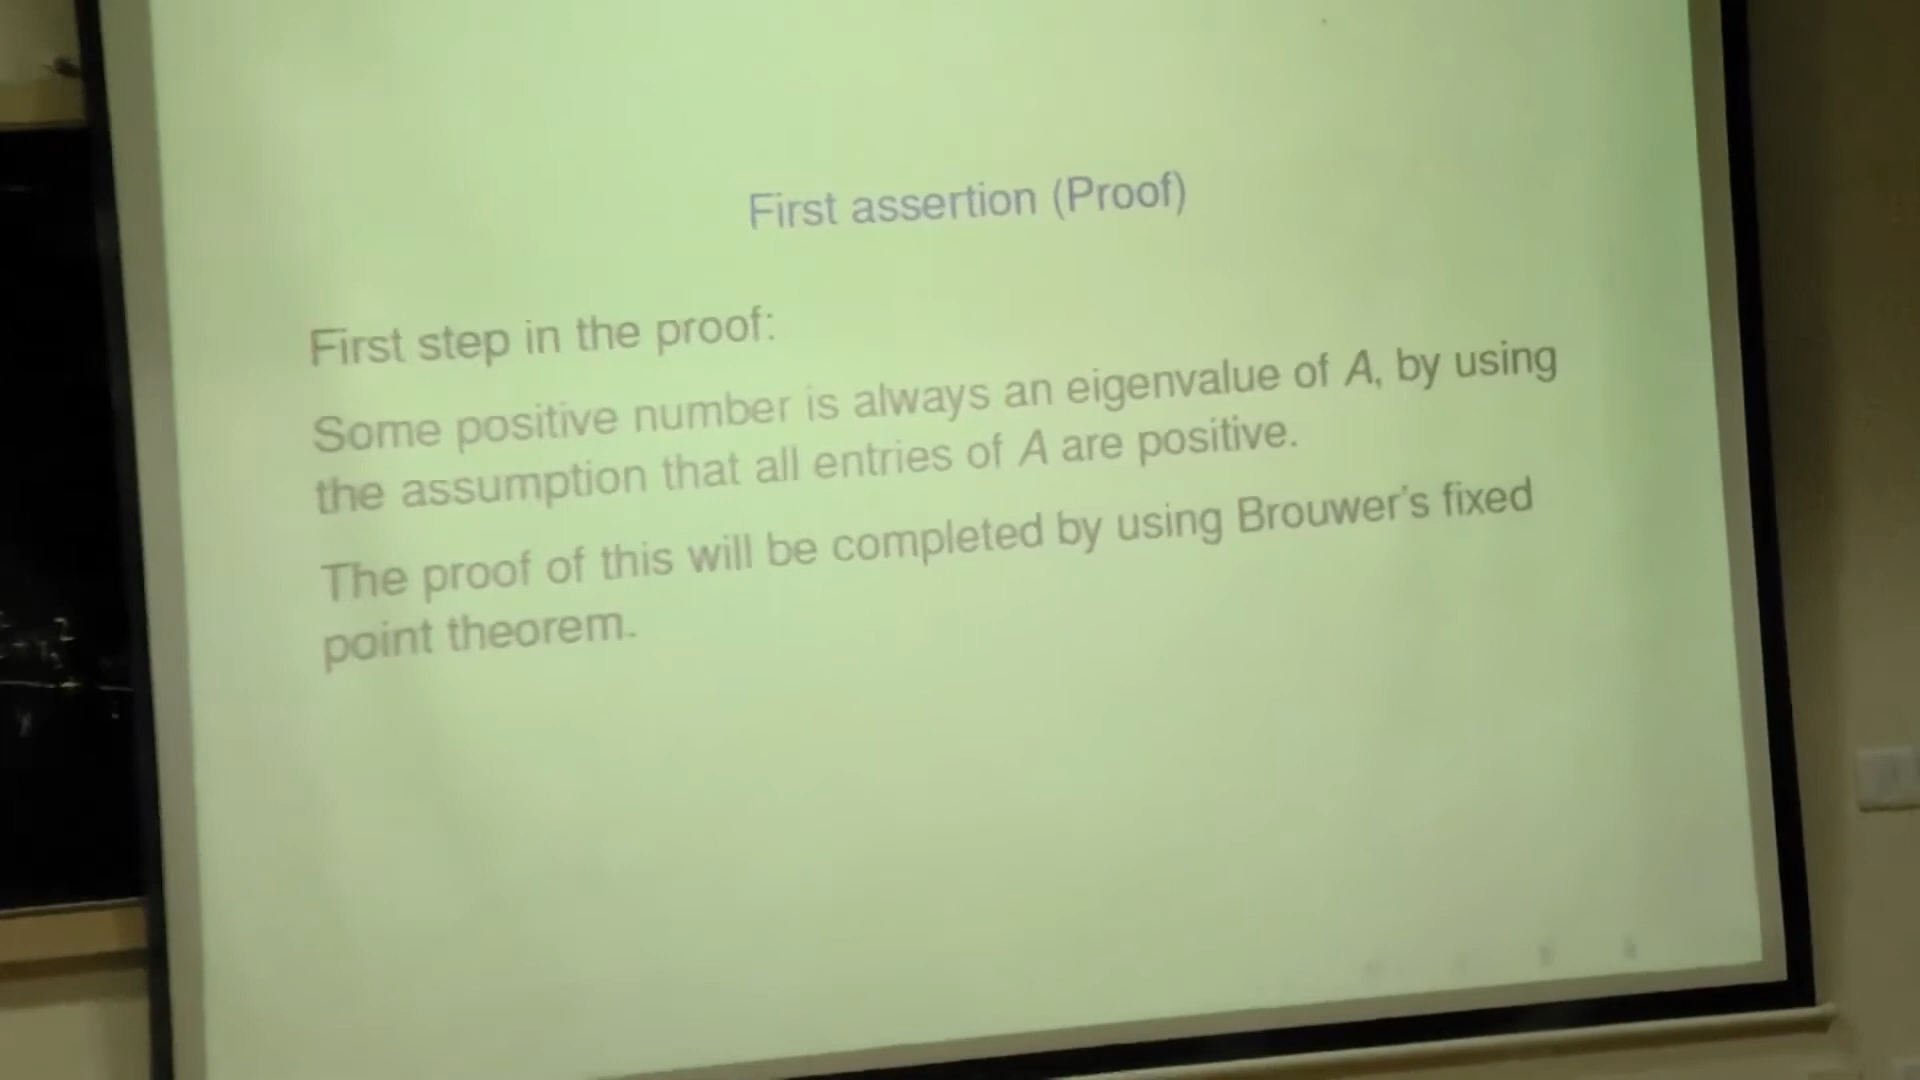 First assertion (Proof)
First step in the proof:
Some positive number is always an eigenvalue of A, by using
the assumption that all entries of A are positive.
The proof of this will be completed by using Brouwer's fixed
point theorem.